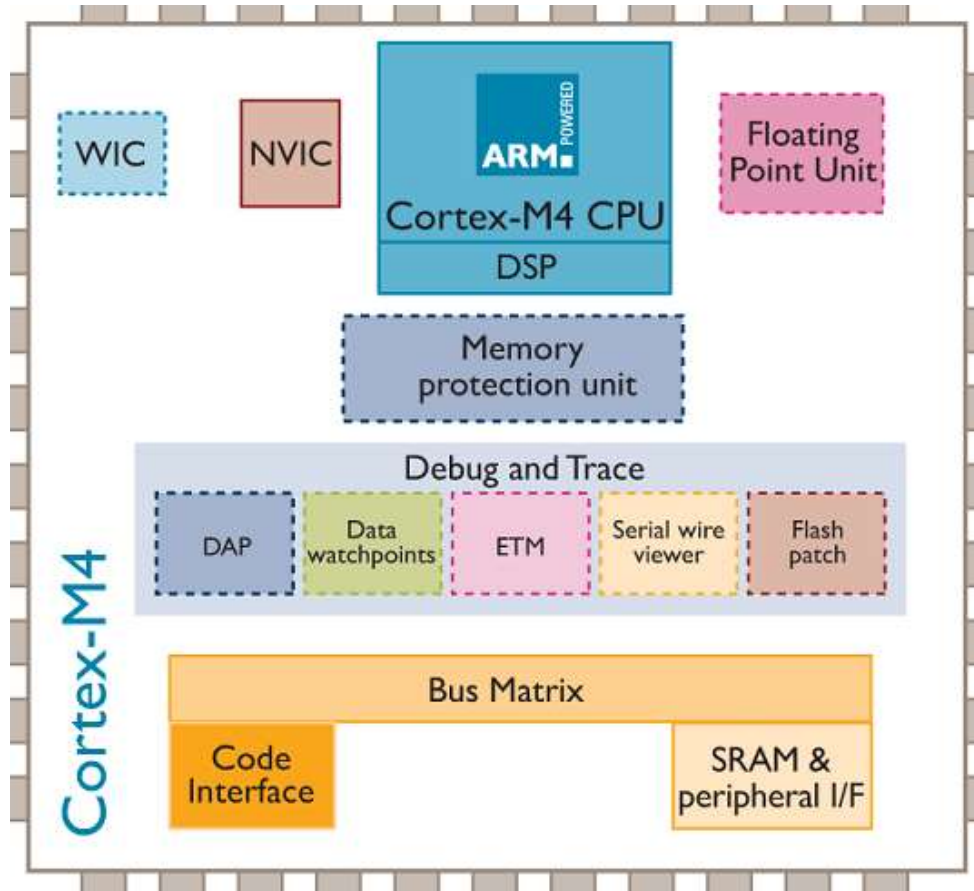 WIC
NVIC
ARM POWERED
Cortex-M4 CPU
DSP
Floating
Point Unit
Memory
protection unit
Debug and Trace
DAP
Data
watchpoints
ETM
Serial wire
viewer
Flash
patch
Bus Matrix
Code
Interface
SRAM &
peripheral I/F
Cortex-M4